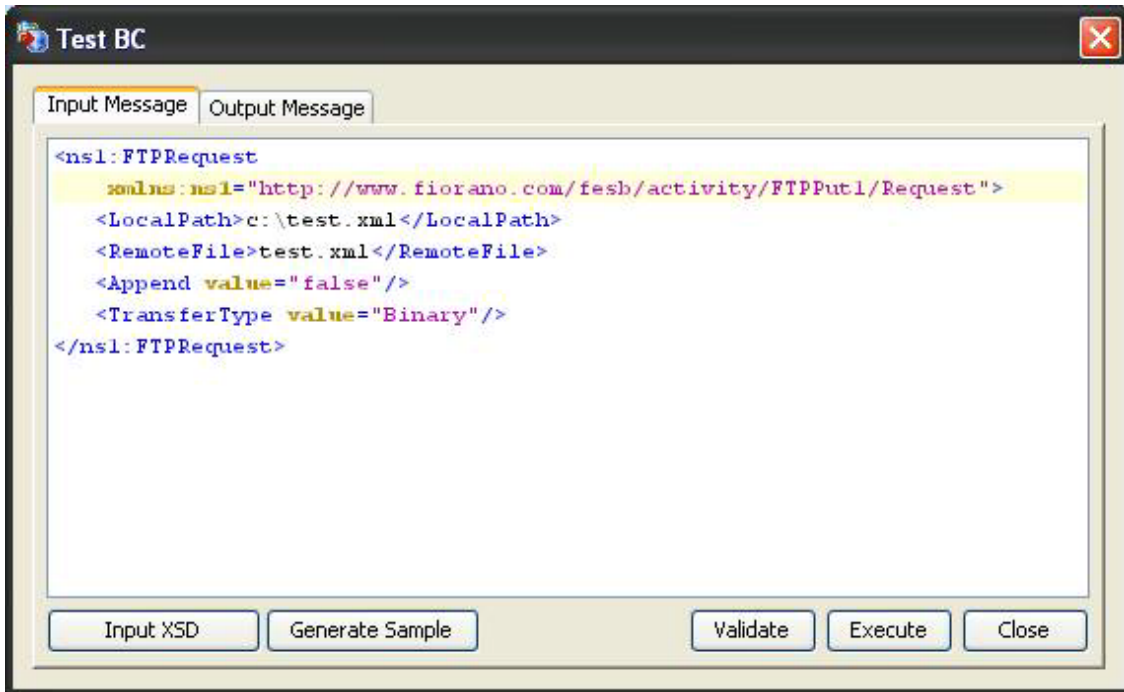 Test BC
Input Message Output Message
<ns1:FTPRequest
xmlns:ns1="http://www.fiorano.com/fesb/activity/FTPPut1/Request">
<LocalPath>c:\test.xml</LocalPath>
<RemoteFile>test.xml</RemoteFile>
<Append value="false"/>
<TransferType value="Binary"/>
</ns1:FTPRequest>
Input XSD Generate Sample Validate Execute Close